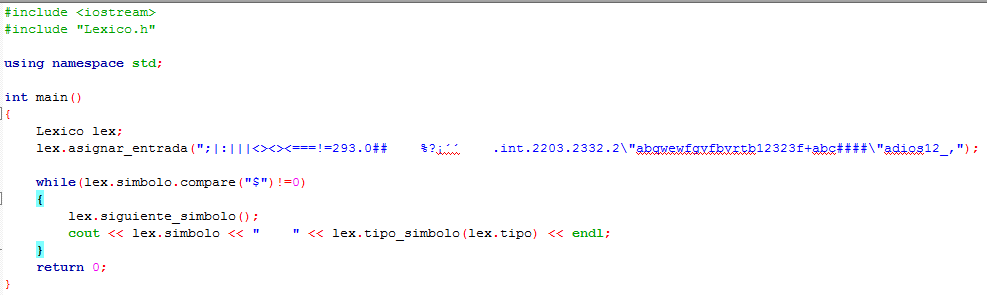 #include <iostream>
#include "Lexico.h"
using namespace std;
int main()
{
    Lexico lex;
    lex.asignar_entrada(";|:|||<><><===!=293.0##    %?¡´´    .int.2203.2332.2\"abqwewfgvfbvrtb12323f+abc####\"adios12_,");
    while(lex.simbolo.compare("$")!=0)
    {
        lex.siguiente_simbolo();
        cout << lex.simbolo << "    " << lex.tipo_simbolo(lex.tipo) << endl;
    }
    return 0;
}